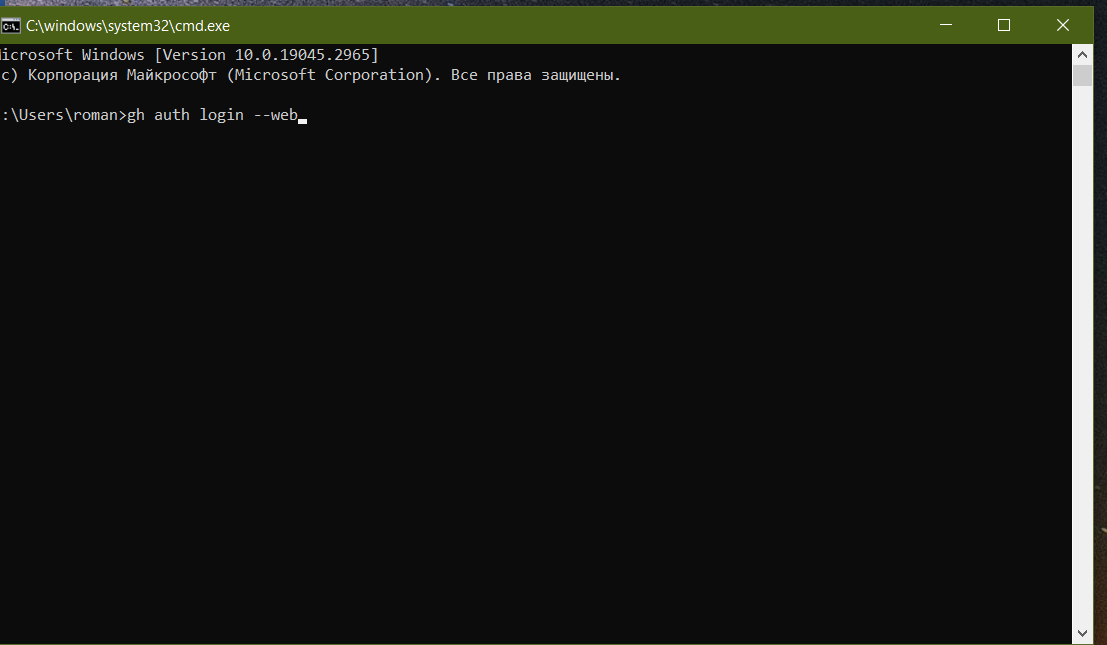 C:\windows\system32\cmd.exe
icrosoft Windows [Version 10.0.19045.2965]
c) Корпорация Майкрософт (Microsoft Corporation). Все права защищены.
:\Users\roman>gh auth login --web